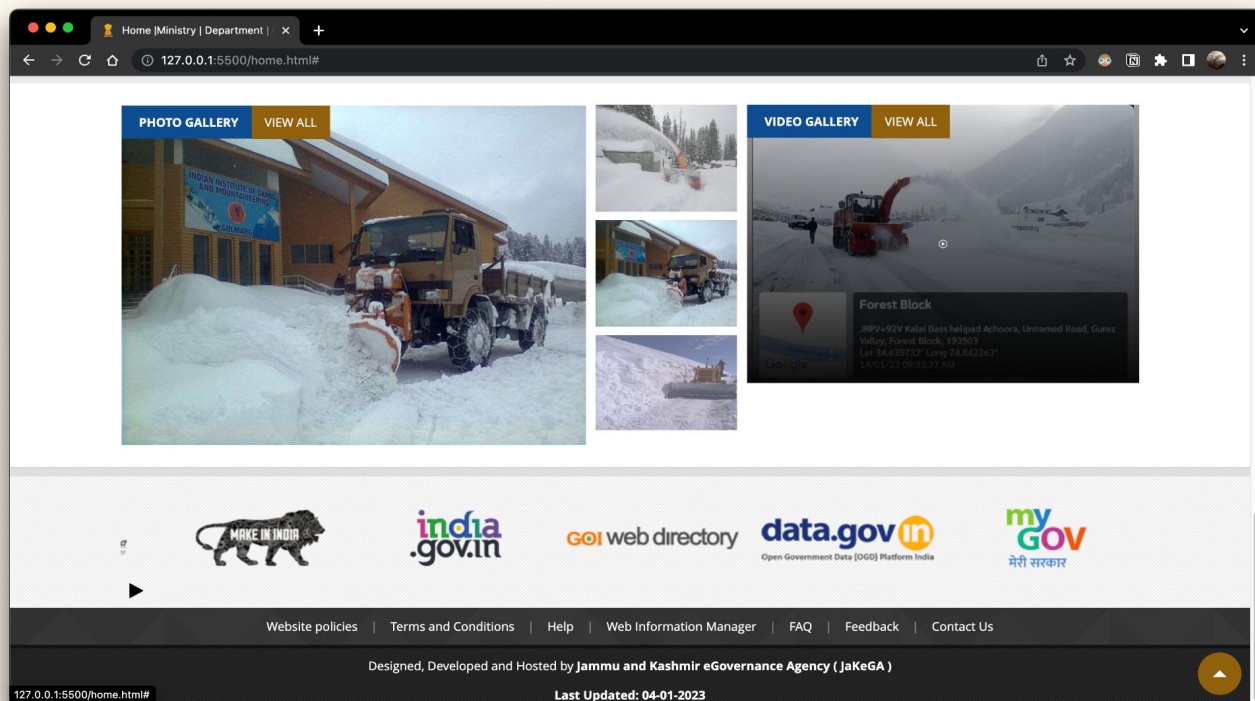 Home |Ministry | Department |
127.0.0.1:5500/home.html#
PHOTO GALLERY VIEW ALL
INDIAN INSTITUTE OF SKIING
AND MOUNTAINEERING
GULMARG
VIDEO GALLERY VIEW ALL
Forest Block
JRPV+92V Kalai Dass helipad Achoora, Unnamed Road, Gurez
Valley, Forest Block, 193503
Lat 34.635732° Long 74.842263°
14/01/23 09:33:27 AM
Google
MAKE IN INDIA
india
.gov.in
GOI web directory
data.gov in
Open Government Data (OGD) Platform India
my
GOV
मेरी सरकार
Website policies | Terms and Conditions | Help | Web Information Manager | FAQ | Feedback | Contact Us
Designed, Developed and Hosted by Jammu and Kashmir eGovernance Agency ( JaKeGA )
Last Updated: 04-01-2023
127.0.0.1:5500/home.html#